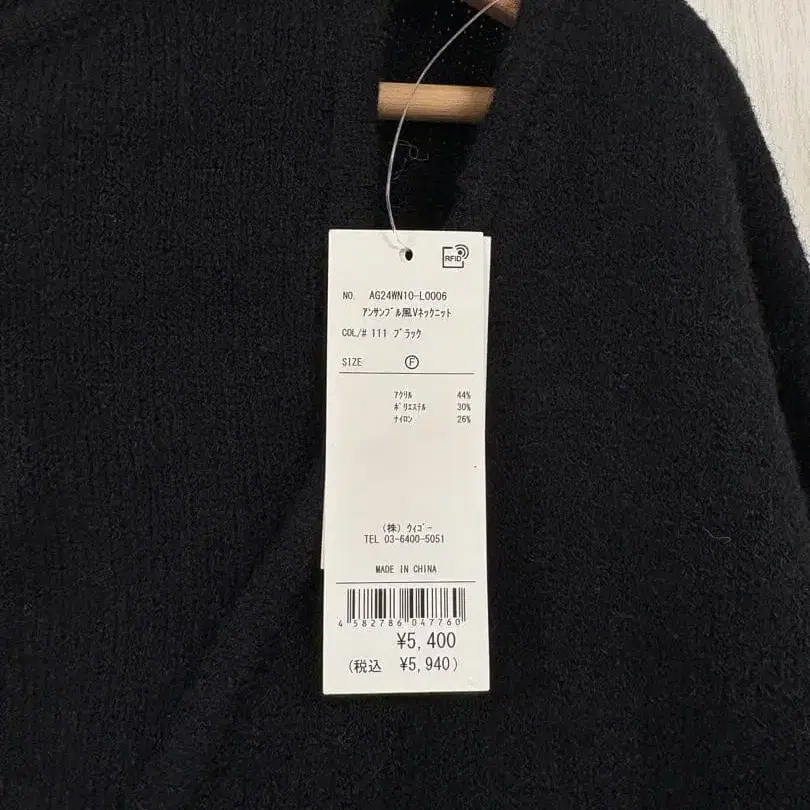 RFID
NO. AG24WN10-L0006
ｱﾝｻﾝﾌﾞﾙ風Vﾈｯｸﾆｯﾄ
COL/# 111 ﾌﾞﾗｯｸ
SIZE Ⓕ
ｱｸﾘﾙ 44%
ﾎﾟﾘｴｽﾃﾙ 30%
ﾅｲﾛﾝ 26%
(株) ｳｨｺﾞｰ
TEL 03-6400-5051
MADE IN CHINA
4 582786 047760
¥5,400
(税込 ¥5,940)